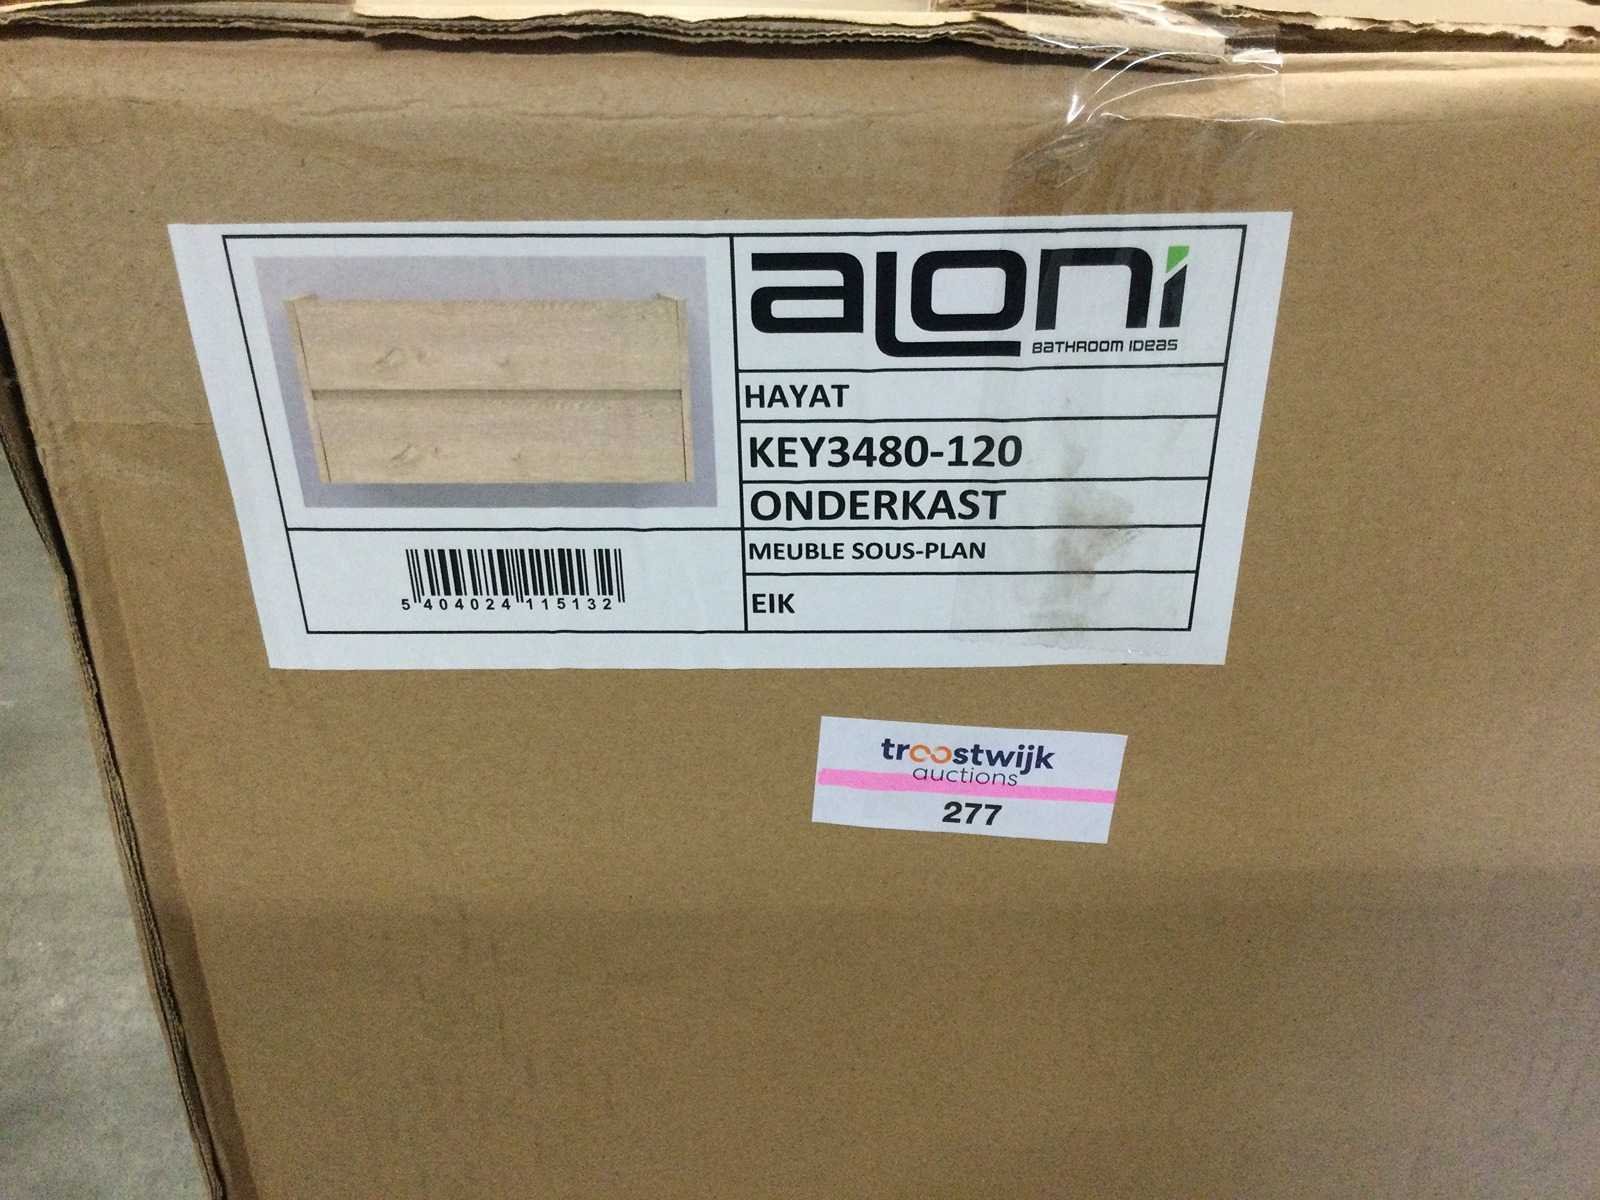 aloni
BATHROOM IDEAS
HAYAT
KEY3480-120
ONDERKAST
MEUBLE SOUS-PLAN
EIK
5 404024 115132
troostwijk
auctions
277